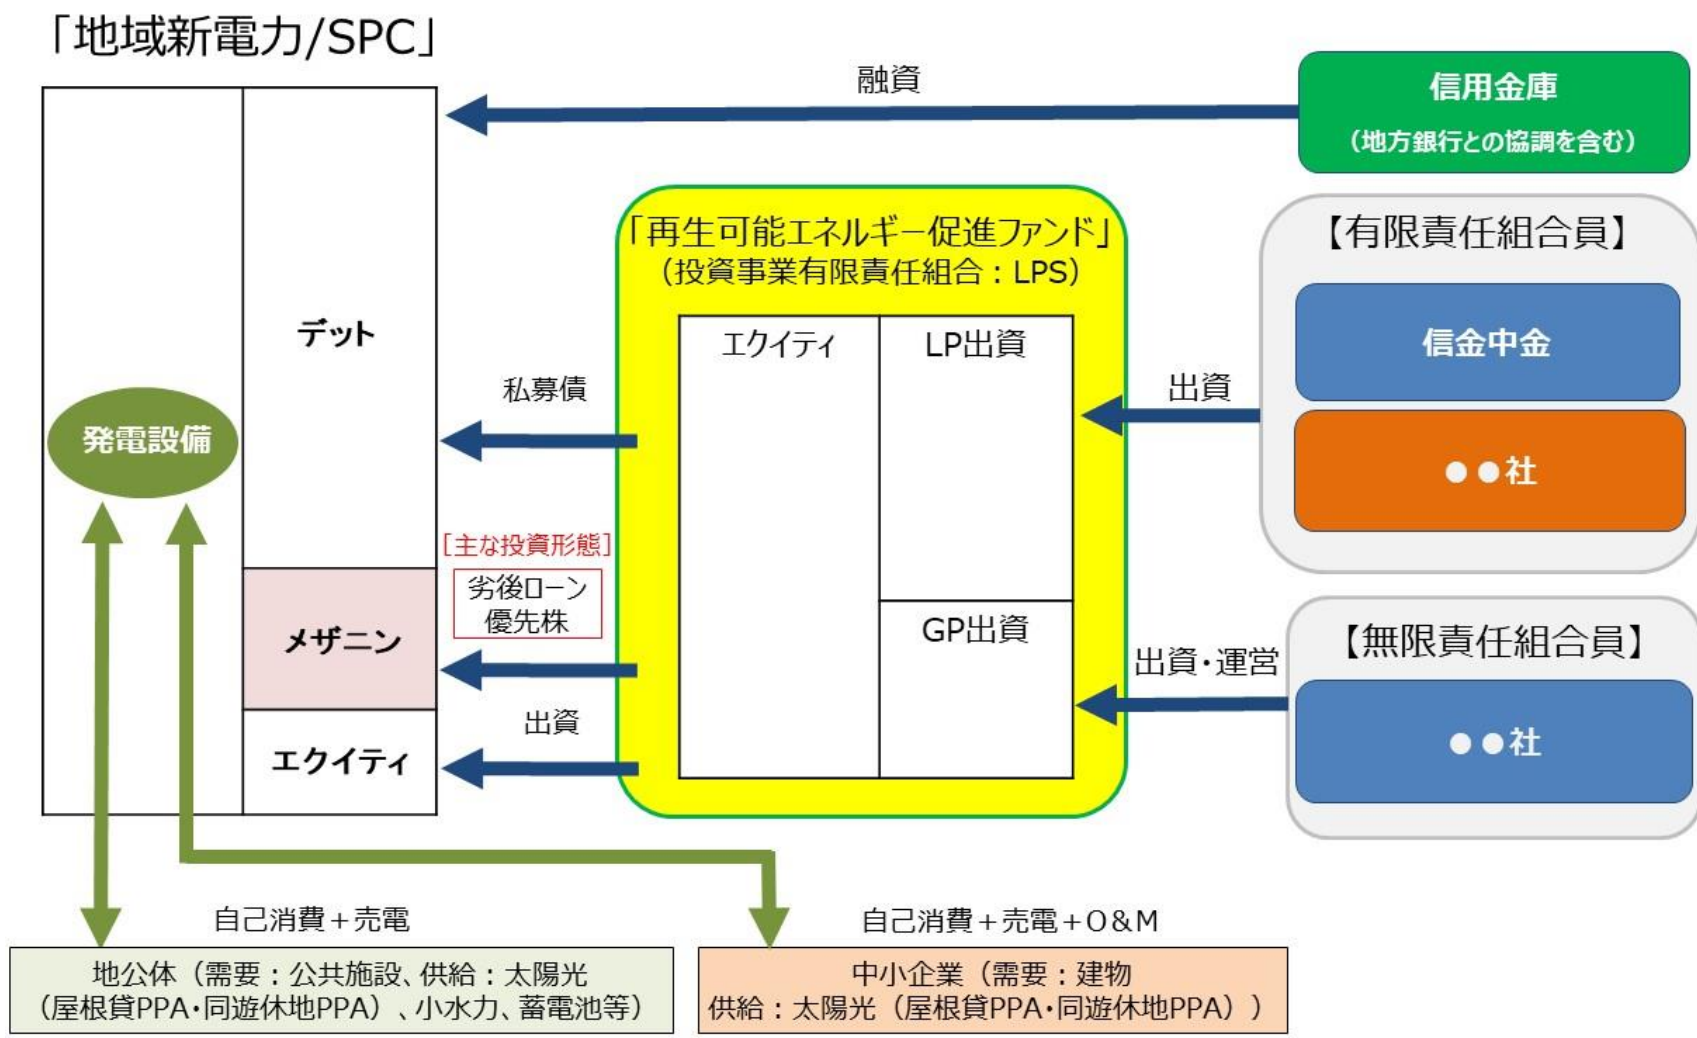 「地域新電力/SPC」
融資
信用金庫
（地方銀行との協調を含む）
「再生可能エネルギー促進ファンド」
（投資事業有限責任組合：LPS）
【有限責任組合員】
デット
エクイティ
LP出資
信金中金
私募債
出資
発電設備
●●社
[主な投資形態]
劣後ローン
優先株
メザニン
GP出資
【無限責任組合員】
出資・運営
出資
エクイティ
●●社
自己消費＋売電
自己消費＋売電＋O＆M
地公体（需要：公共施設、供給：太陽光
（屋根貸PPA・同遊休地PPA）、小水力、蓄電池等）
中小企業（需要：建物
供給：太陽光（屋根貸PPA・同遊休地PPA））